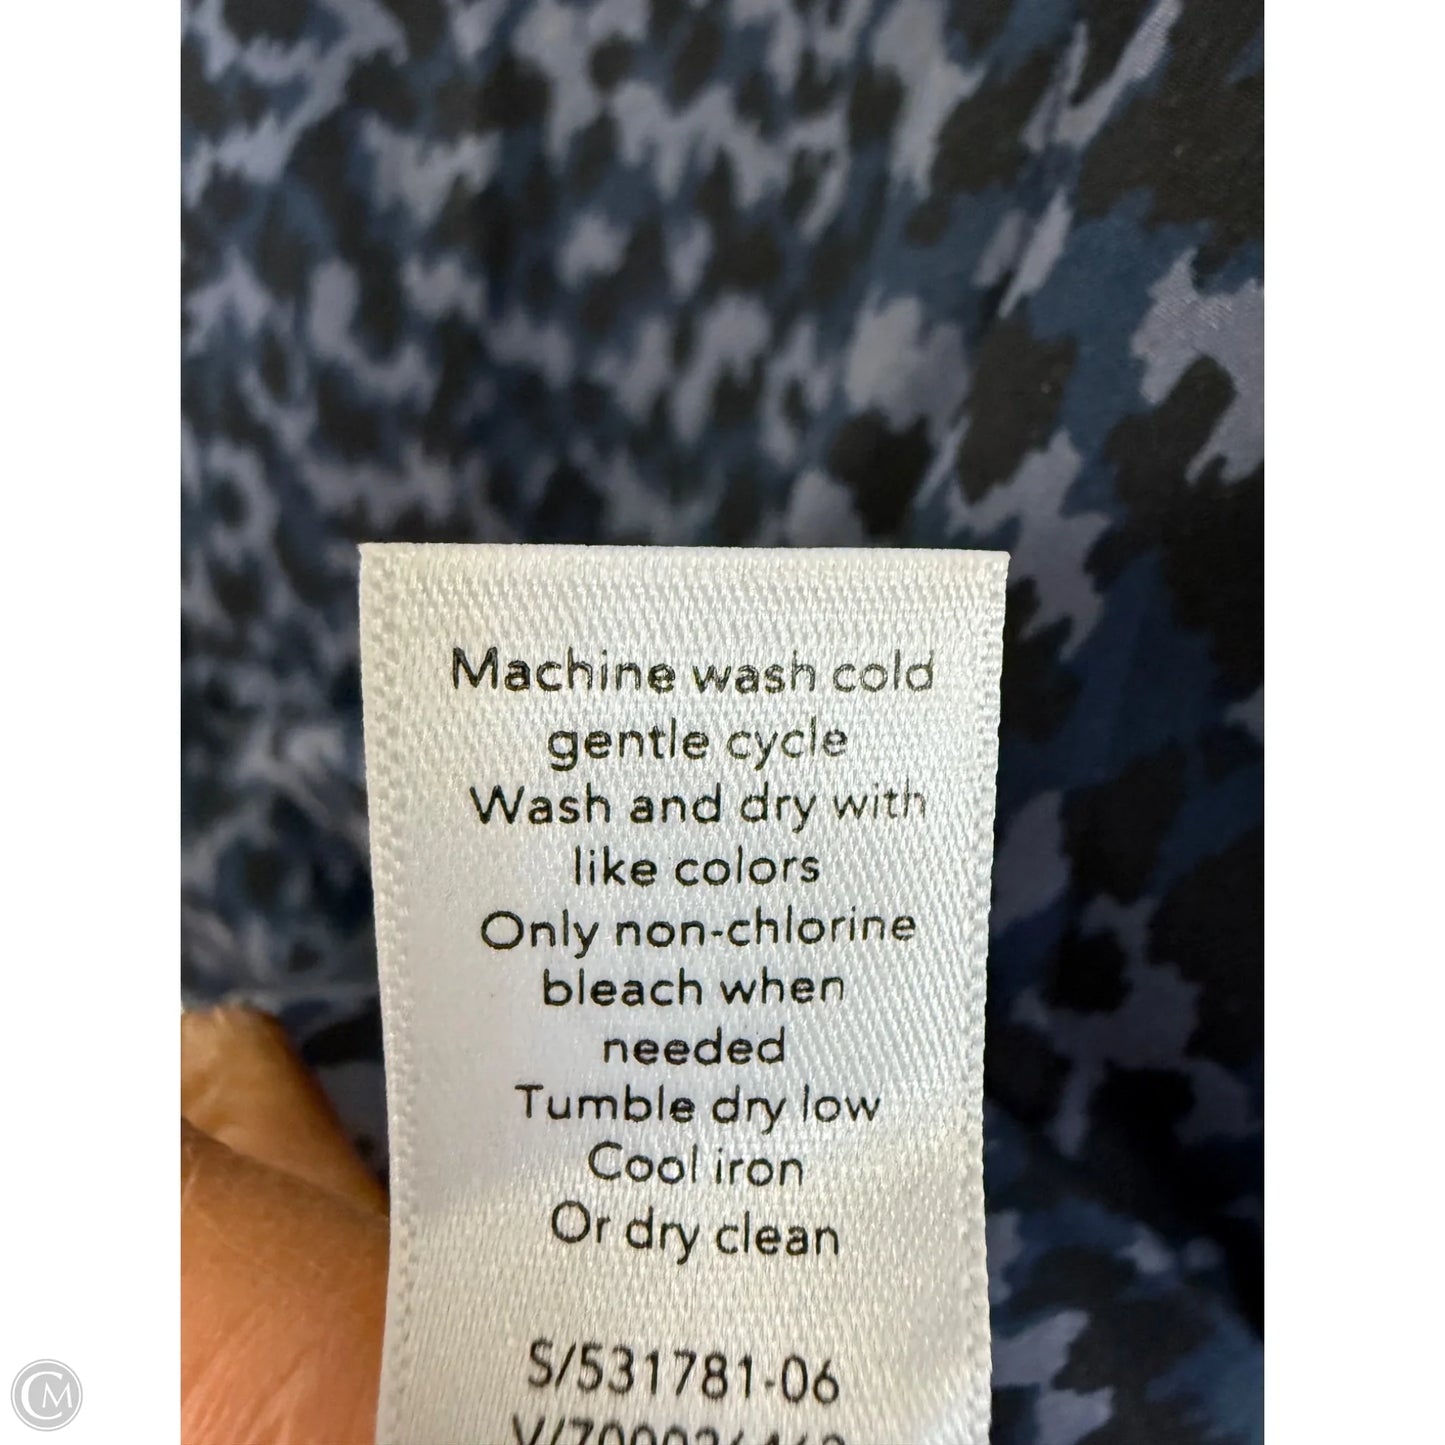 Machine wash cold
gentle cycle
Wash and dry with
like colors
Only non-chlorine
bleach when
needed
Tumble dry low
Cool iron
Or dry clean
S/531781-06
CM